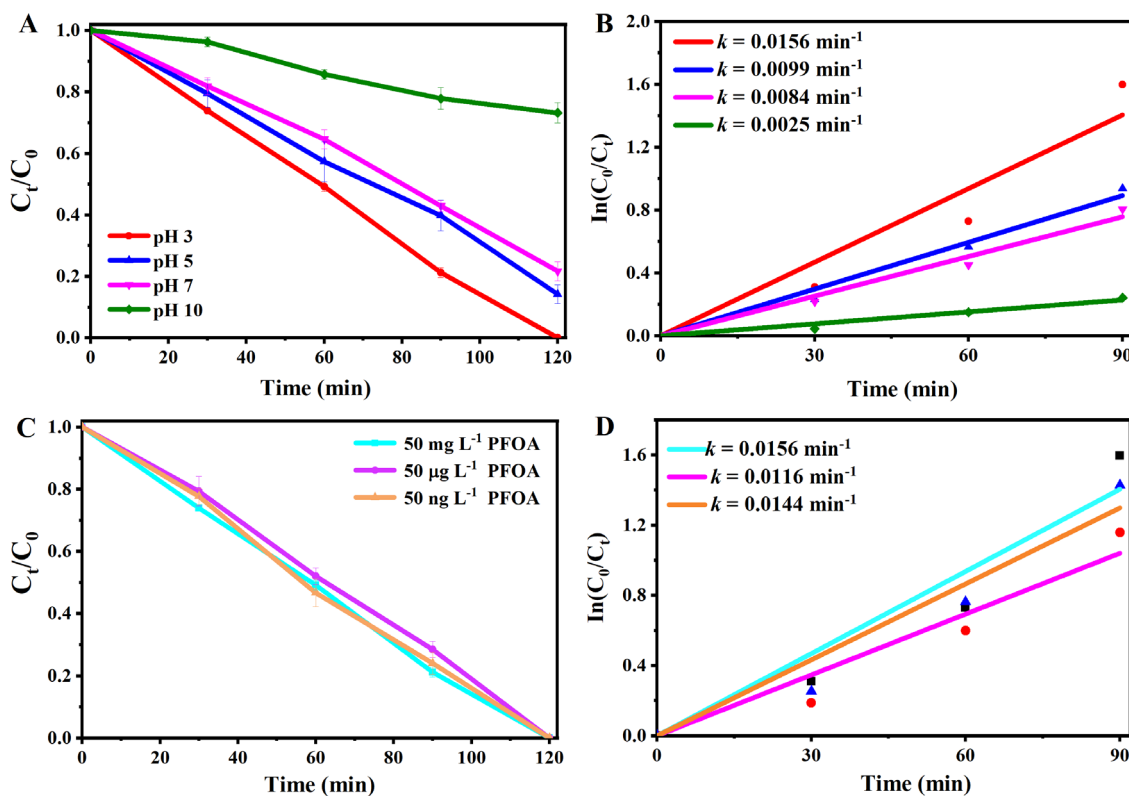 A
Cₜ/C₀
1.0
0.8
0.6
0.4
0.2
0.0
pH 3
pH 5
pH 7
pH 10
0 20 40 60 80 100 120
Time (min)
B
In(C₀/Cₜ)
2.0
1.6
1.2
0.8
0.4
0.0
k = 0.0156 min⁻¹
k = 0.0099 min⁻¹
k = 0.0084 min⁻¹
k = 0.0025 min⁻¹
0 30 60 90
Time (min)
C
Cₜ/C₀
1.0
0.8
0.6
0.4
0.2
0.0
50 mg L⁻¹ PFOA
50 μg L⁻¹ PFOA
50 ng L⁻¹ PFOA
0 20 40 60 80 100 120
Time (min)
D
In(C₀/Cₜ)
1.6
1.2
0.8
0.4
0.0
k = 0.0156 min⁻¹
k = 0.0116 min⁻¹
k = 0.0144 min⁻¹
0 30 60 90
Time (min)